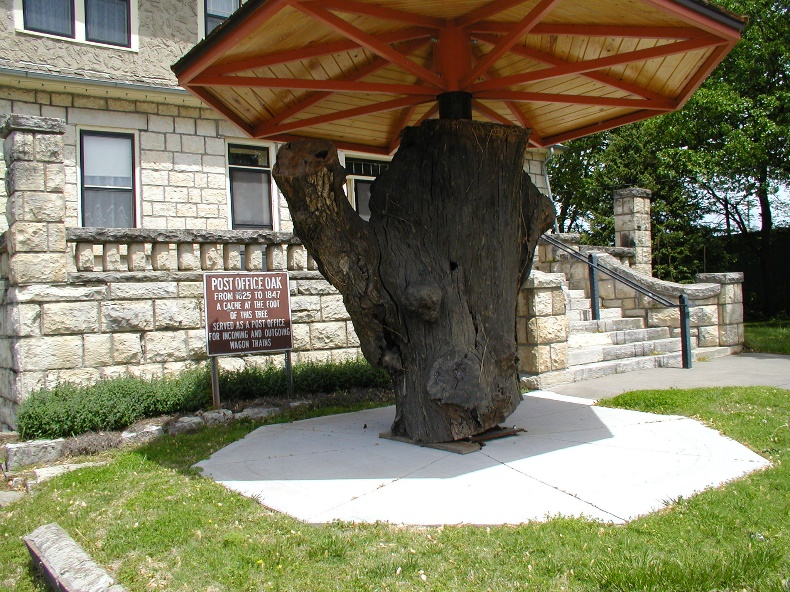 POST OFFICE OAK
FROM 1825 TO 1847
A CACHE AT THE FOOT
OF THIS TREE
SERVED AS A POST OFFICE
FOR INCOMING AND OUTGOING
WAGON TRAINS